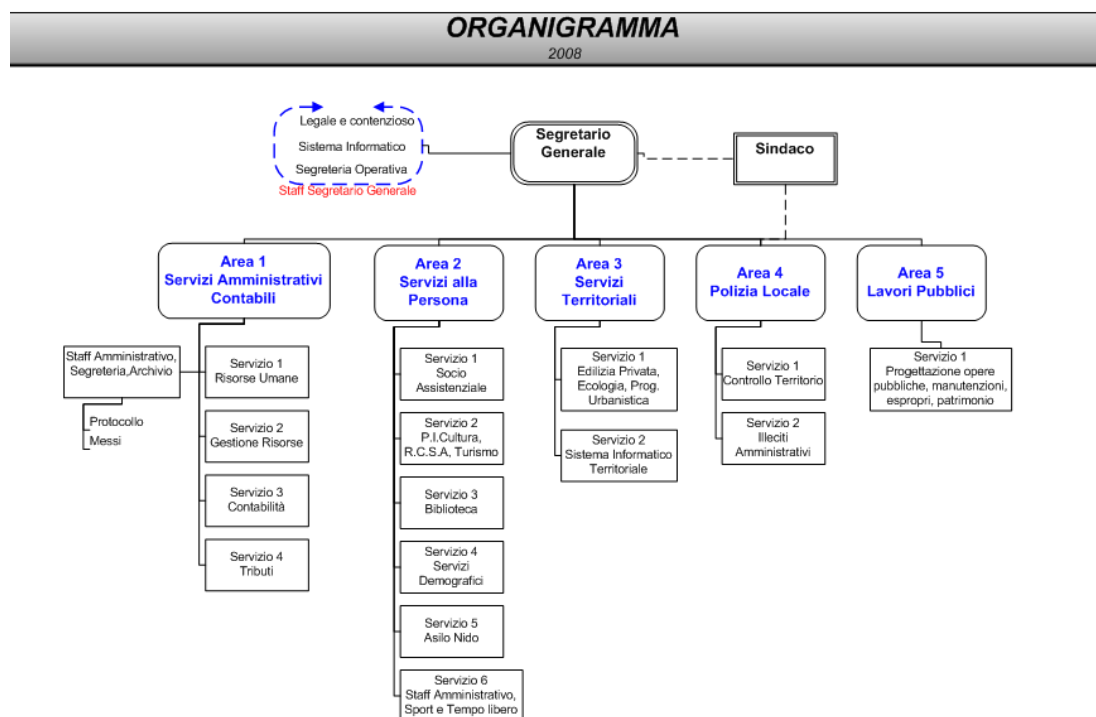 ORGANIGRAMMA
2008
Legale e contenzioso
Sistema Informatico
Segreteria Operativa
Staff Segretario Generale
Segretario
Generale
Sindaco
Area 1
Servizi Amministrativi
Contabili
Area 2
Servizi alla
Persona
Area 3
Servizi
Territoriali
Area 4
Polizia Locale
Area 5
Lavori Pubblici
Staff Amministrativo,
Segreteria,Archivio
Protocollo
Messi
Servizio 1
Risorse Umane
Servizio 2
Gestione Risorse
Servizio 3
Contabilità
Servizio 4
Tributi
Servizio 1
Socio
Assistenziale
Servizio 2
P.I.Cultura,
R.C.S.A, Turismo
Servizio 3
Biblioteca
Servizio 4
Servizi
Demografici
Servizio 5
Asilo Nido
Servizio 6
Staff Amministrativo,
Sport e Tempo libero
Servizio 1
Edilizia Privata,
Ecologia, Prog.
Urbanistica
Servizio 2
Sistema Informatico
Territoriale
Servizio 1
Controllo Territorio
Servizio 2
Illeciti
Amministrativi
Servizio 1
Progettazione opere
pubbliche, manutenzioni,
espropri, patrimonio